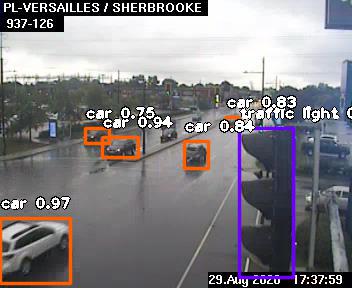 PL-VERSAILLES / SHERBROOKE
937-126
car 0.83
car 0.75
traffic light 0
car 0.94
car 0.84
car 0.97
29.Aug 2020 17:37:59